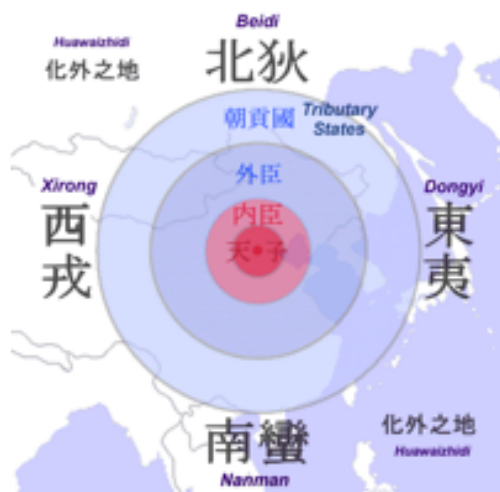 Beidi
北狄
Huawaizhidi
化外之地
朝貢國
Tributary
States
外臣
Xirong
西
戎
内臣
天子
Dongyi
東
夷
南蠻
Nanman
化外之地
Huawaizhidi